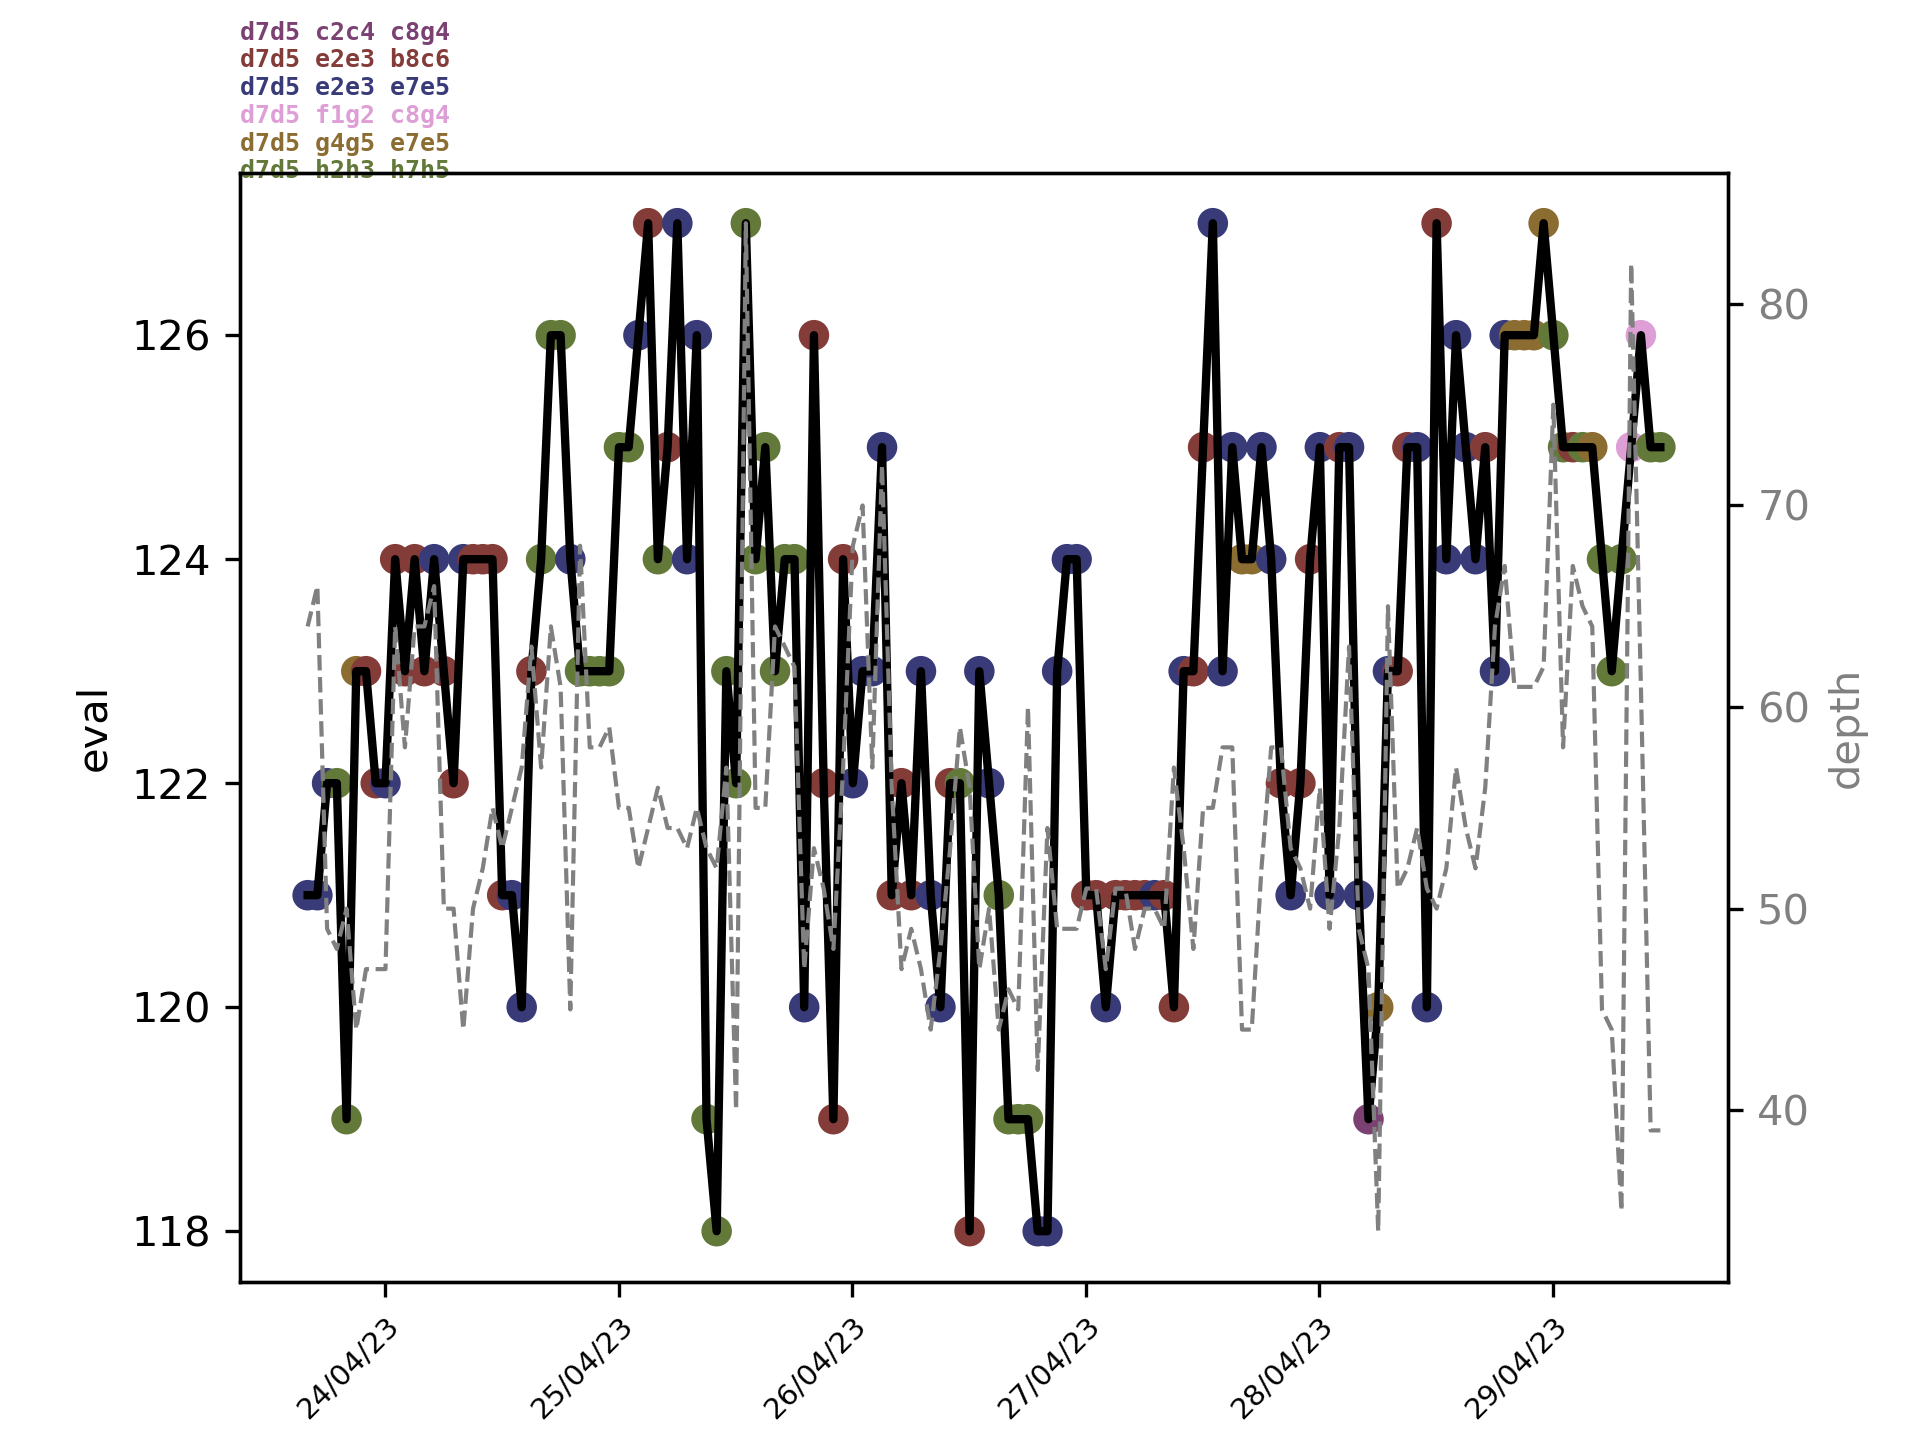 d7d5 c2c4 c8g4
d7d5 e2e3 b8c6
d7d5 e2e3 e7e5
d7d5 f1g2 c8g4
d7d5 g4g5 e7e5
d7d5 h2h3 h7h5
126
124
122
120
118
eval
80
70
60
50
40
depth
24/04/23
25/04/23
26/04/23
27/04/23
28/04/23
29/04/23